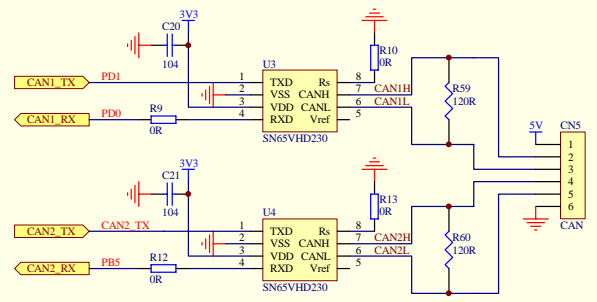 3V3
C20
104
R10
0R
U3
CAN1_TX
PD1
1
TXD
Rs
8
2
VSS
CANH
7
CAN1H
3
VDD
CANL
6
CAN1L
CAN1_RX
PD0
R9
0R
4
RXD
Vref
5
SN65VHD230
R59
120R
5V
CN5
1
2
3
4
5
6
CAN
3V3
C21
104
R13
0R
U4
CAN2_TX
CAN2_TX
1
TXD
Rs
8
2
VSS
CANH
7
CAN2H
3
VDD
CANL
6
CAN2L
CAN2_RX
PB5
R12
0R
4
RXD
Vref
5
SN65VHD230
R60
120R